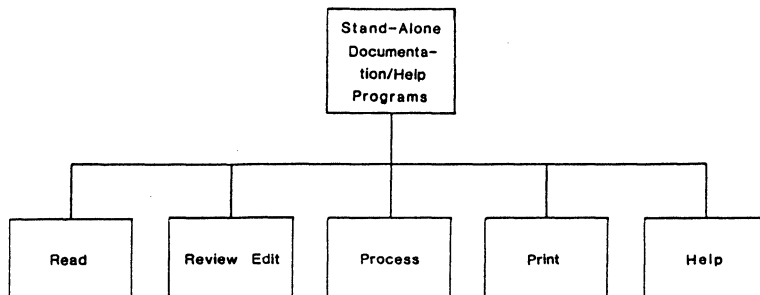 Stand-Alone
Documenta-
tion/Help
Programs
Read
Review Edit
Process
Print
Help